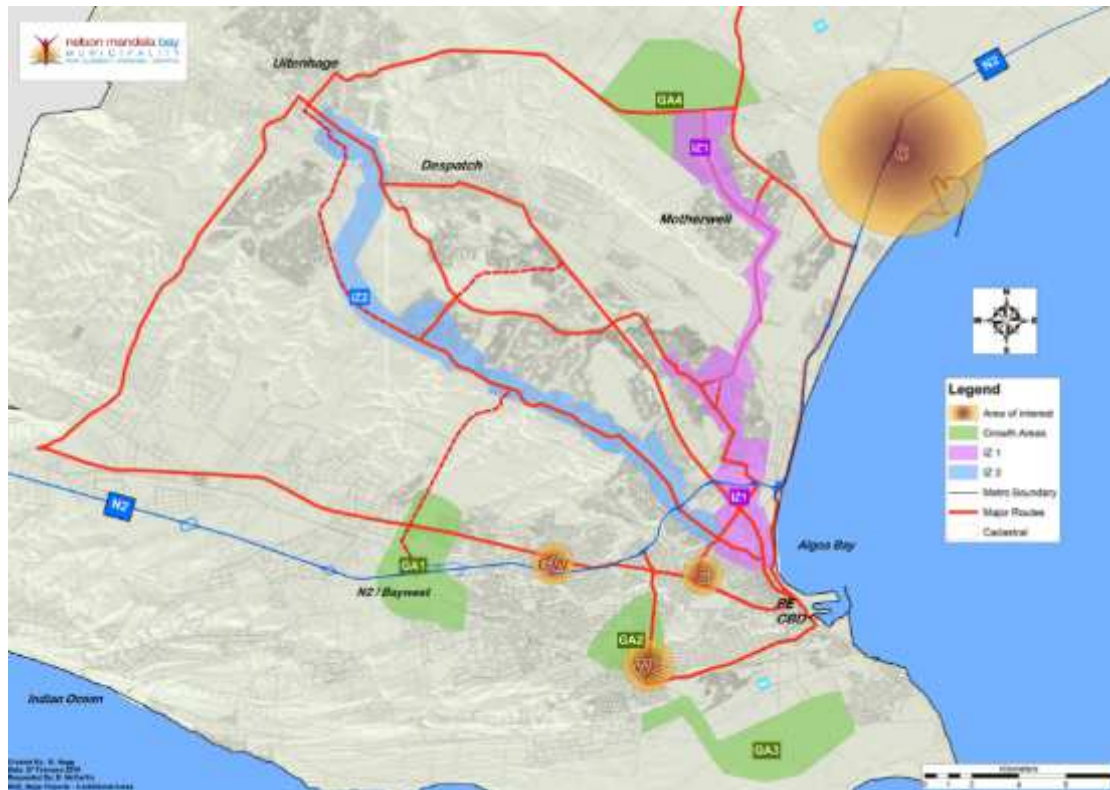 nelson mandela bay
MUNICIPALITY
Uitenhage
N2
GA4
IZ1
Despatch
Motherwell
IZ2
Legend
Area of interest
Growth Areas
IZ 1
IZ 2
Metro Boundary
Major Routes
Cadastral
N2
IZ1
Algoa Bay
GA1
N2 / Baywest
PE
CBD
GA2
W
Indian Ocean
GA3
Kilometers